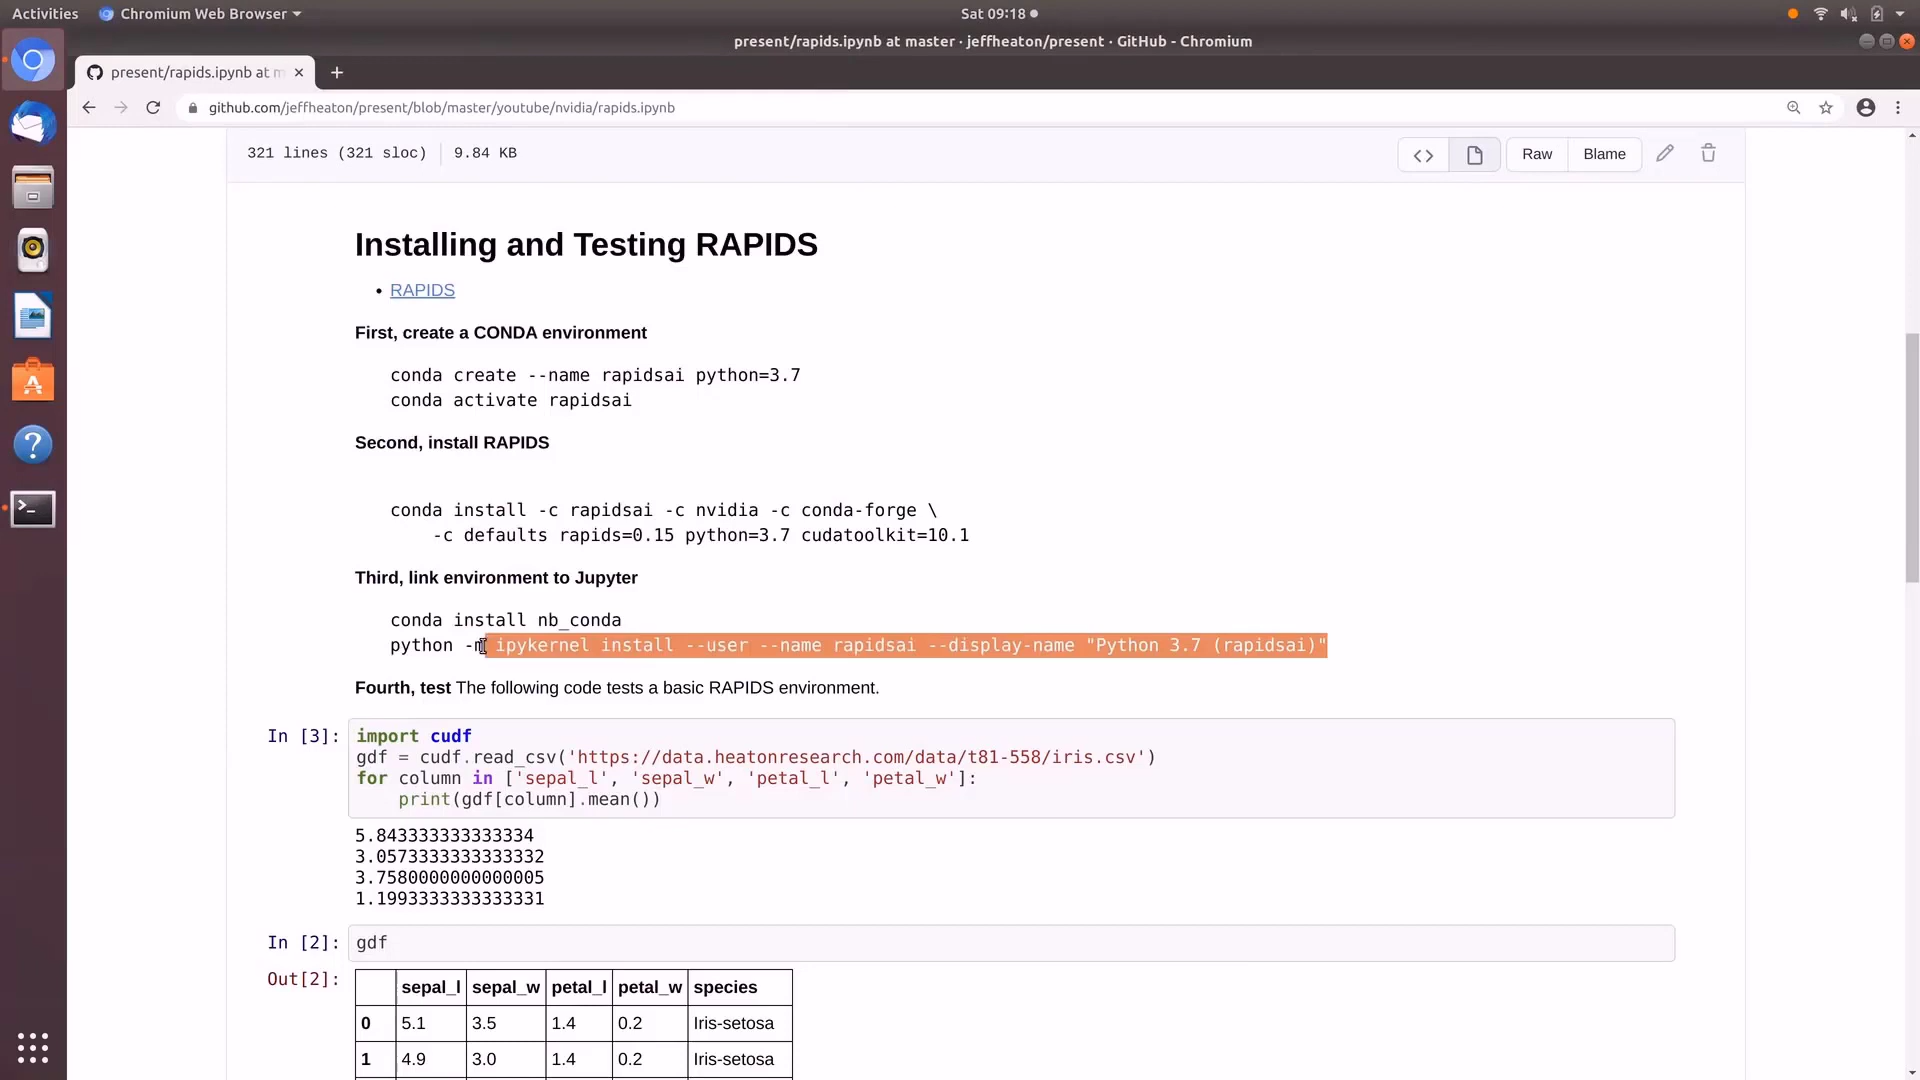 Activities
Chromium Web Browser
Sat 09:18
present/rapids.ipynb at master · jeffheaton/present · GitHub - Chromium
present/rapids.ipynb at m
github.com/jeffheaton/present/blob/master/youtube/nvidia/rapids.ipynb
321 lines (321 sloc) 9.84 KB
Raw
Blame
Installing and Testing RAPIDS
• RAPIDS
First, create a CONDA environment
conda create --name rapidsai python=3.7
conda activate rapidsai
Second, install RAPIDS
conda install -c rapidsai -c nvidia -c conda-forge \
-c defaults rapids=0.15 python=3.7 cudatoolkit=10.1
Third, link environment to Jupyter
conda install nb_conda
python -m ipykernel install --user --name rapidsai --display-name "Python 3.7 (rapidsai)"
Fourth, test The following code tests a basic RAPIDS environment.
In [3]:
import cudf
gdf = cudf.read_csv('https://data.heatonresearch.com/data/t81-558/iris.csv')
for column in ['sepal_l', 'sepal_w', 'petal_l', 'petal_w']:
print(gdf[column].mean())
5.843333333333334
3.0573333333333332
3.7580000000000005
1.1993333333333331
In [2]: gdf
Out[2]:
sepal_l sepal_w petal_l petal_w species
0 5.1 3.5 1.4 0.2 Iris-setosa
1 4.9 3.0 1.4 0.2 Iris-setosa